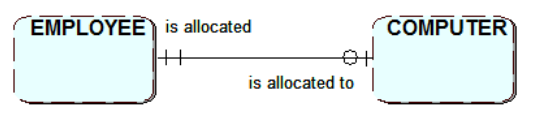 EMPLOYEE
is allocated
COMPUTER
is allocated to